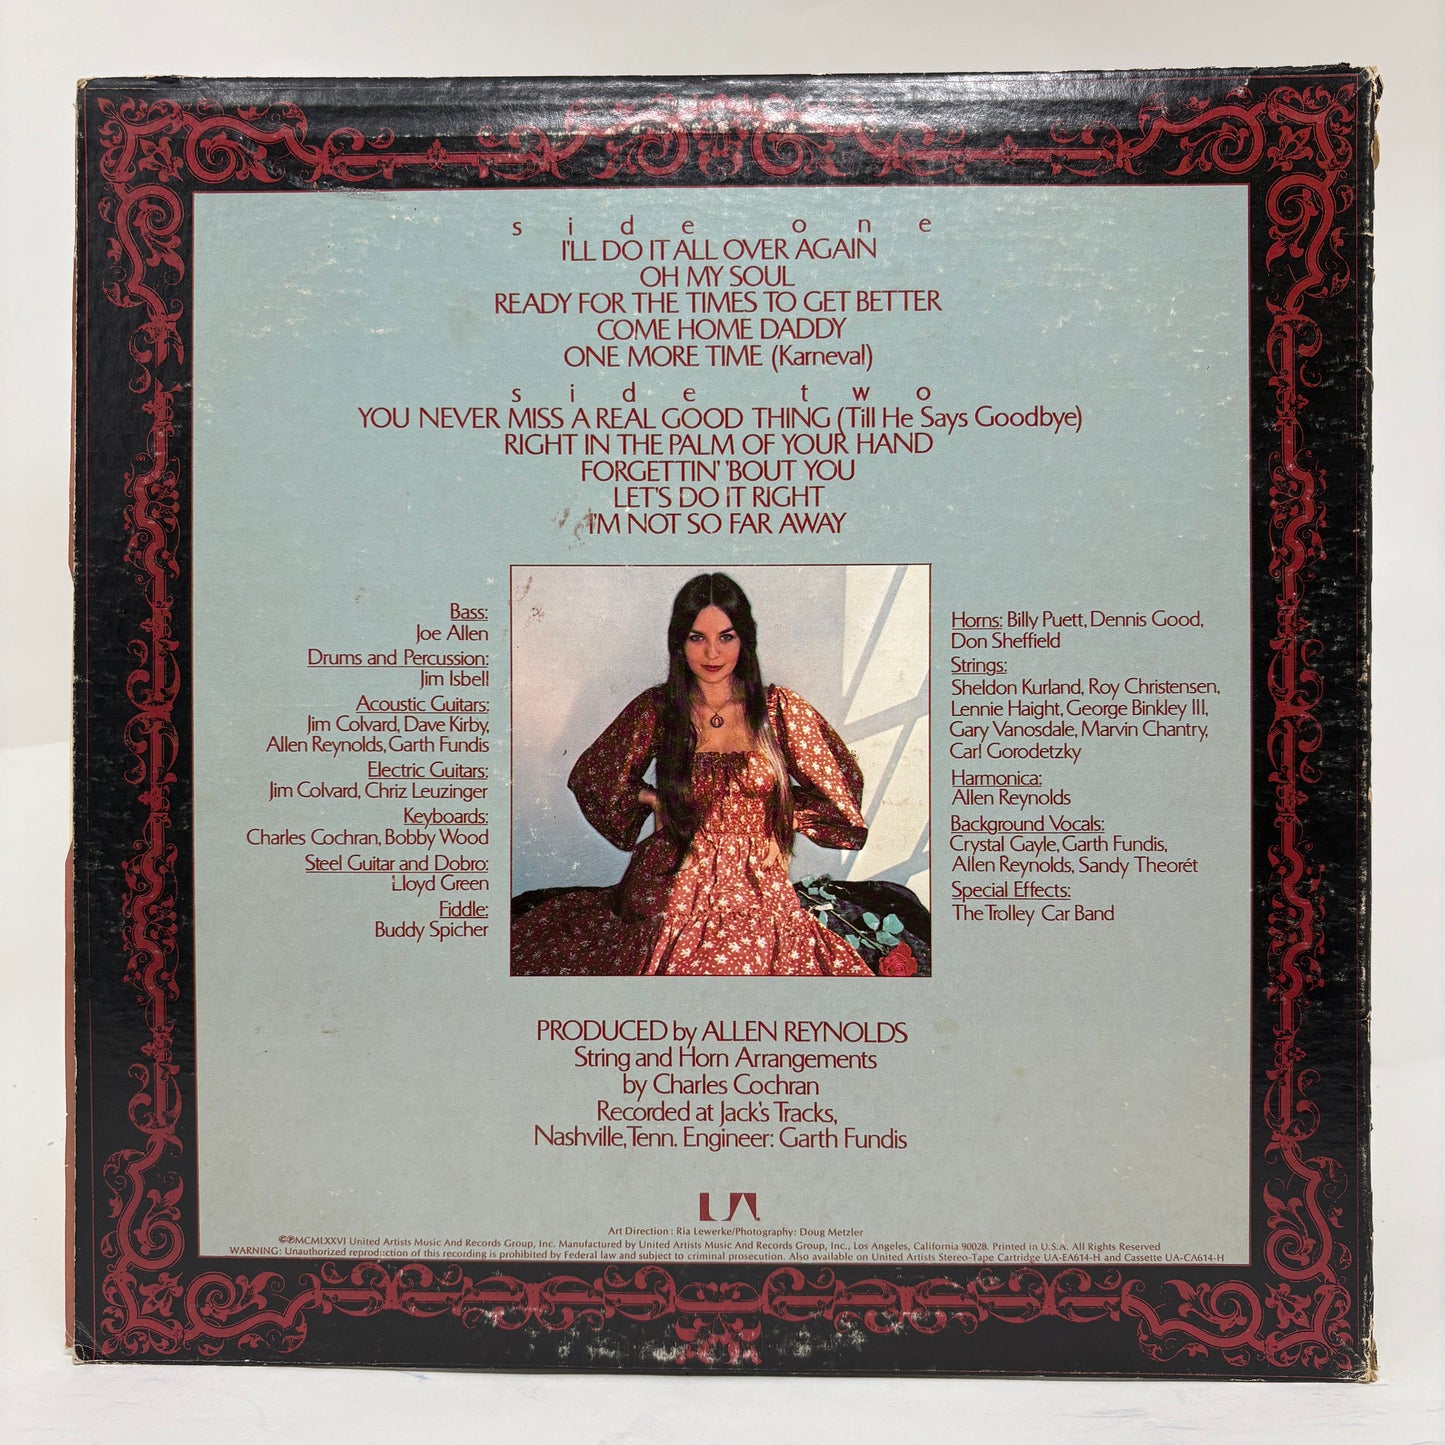 side one
I'LL DO IT ALL OVER AGAIN
OH MY SOUL
READY FOR THE TIMES TO GET BETTER
COME HOME DADDY
ONE MORE TIME (Karneval)
side two
YOU NEVER MISS A REAL GOOD THING (Till He Says Goodbye)
RIGHT IN THE PALM OF YOUR HAND
FORGETTIN' 'BOUT YOU
LET'S DO IT RIGHT
I'M NOT SO FAR AWAY
Bass:
Joe Allen
Drums and Percussion:
Jim Isbell
Acoustic Guitars:
Jim Colvard, Dave Kirby,
Allen Reynolds, Garth Fundis
Electric Guitars:
Jim Colvard, Chriz Leuzinger
Keyboards:
Charles Cochran, Bobby Wood
Steel Guitar and Dobro:
Lloyd Green
Fiddle:
Buddy Spicher
Horns: Billy Puett, Dennis Good,
Don Sheffield
Strings:
Sheldon Kurland, Roy Christensen,
Lennie Haight, George Binkley III,
Gary Vanosdale, Marvin Chantry,
Carl Gorodetzky
Harmonica:
Allen Reynolds
Background Vocals:
Crystal Gayle, Garth Fundis,
Allen Reynolds, Sandy Theorét
Special Effects:
The Trolley Car Band
PRODUCED by ALLEN REYNOLDS
String and Horn Arrangements
by Charles Cochran
Recorded at Jack's Tracks,
Nashville, Tenn. Engineer: Garth Fundis
UA
Art Direction: Ria Lewerke/Photography: Doug Metzler
©℗MCMLXXVI United Artists Music And Records Group, Inc. Manufactured by United Artists Music And Records Group, Inc., Los Angeles, California 90028. Printed in U.S.A. All Rights Reserved
WARNING: Unauthorized reproduction of this recording is prohibited by Federal law and subject to criminal prosecution. Also available on United Artists Stereo-Tape Cartridge UA-EA614-H and Cassette UA-CA614-H